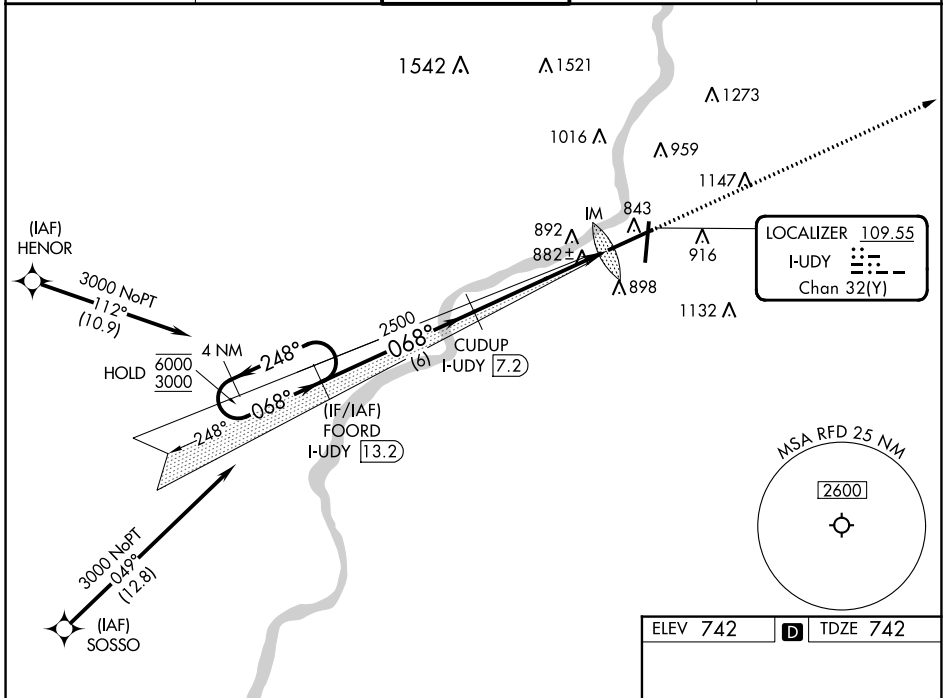 1542
1521
1273
1016
959
1147
IM
843
892
882±
916
898
1132
LOCALIZER 109.55
I-UDY
Chan 32(Y)
(IAF)
HENOR
3000 NoPT
112°
(10.9)
HOLD
6000
3000
4 NM
248°
068°
248°
2500
068°
(6)
CUDUP
I-UDY 7.2
(IF/IAF)
FOORD
I-UDY 13.2
3000 NoPT
049°
(12.8)
(IAF)
SOSSO
MSA RFD 25 NM
2600
ELEV 742 D TDZE 742